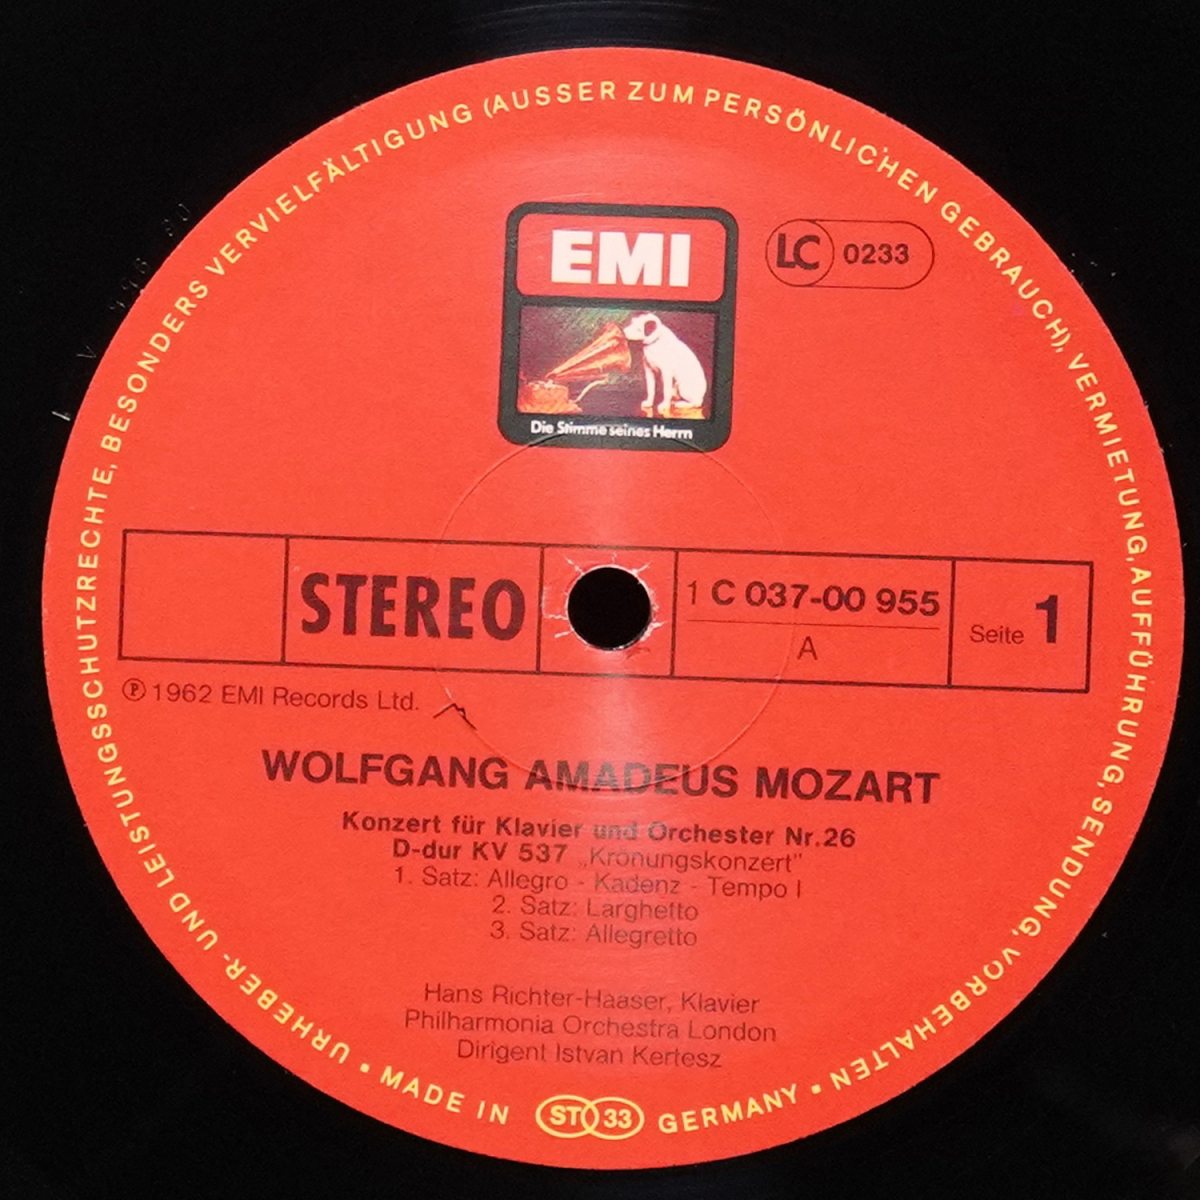 URHEBER- UND LEISTUNGSSCHUTZRECHTE, BESONDERS VERVIELFÄLTIGUNG (AUSSER ZUM PERSÖNLICHEN GEBRAUCH), VERMIETUNG, AUFFÜHRUNG, SENDUNG, VORBEHALTEN
EMI
LC 0233
Die Stimme seines Herrn
STEREO
1 C 037-00 955
A
Seite 1
℗ 1962 EMI Records Ltd.
WOLFGANG AMADEUS MOZART
Konzert für Klavier und Orchester Nr.26
D-dur KV 537 „Krönungskonzert"
1. Satz: Allegro - Kadenz - Tempo I
2. Satz: Larghetto
3. Satz: Allegretto
Hans Richter-Haaser, Klavier
Philharmonia Orchestra London
Dirigent Istvan Kertesz
▪ MADE IN ST 33 GERMANY ▪